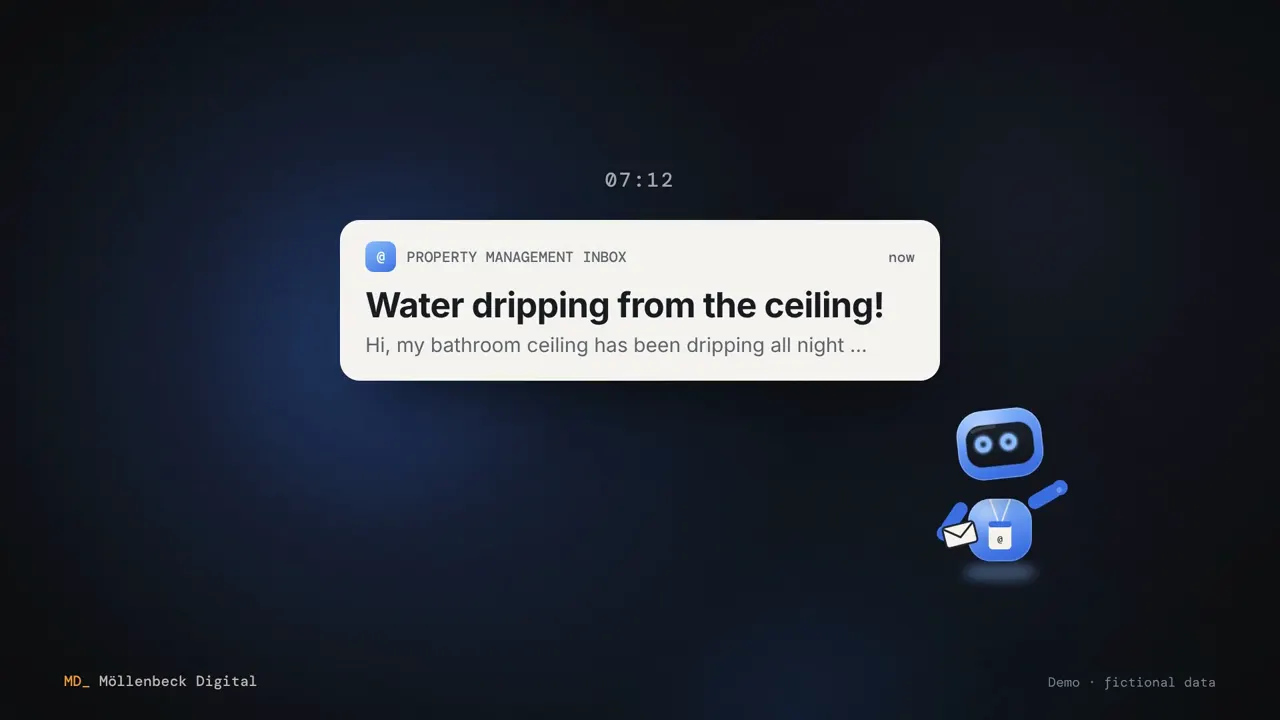 07:12
@ PROPERTY MANAGEMENT INBOX now
Water dripping from the ceiling!
Hi, my bathroom ceiling has been dripping all night ...
@
MD_ Möllenbeck Digital
Demo · fictional data